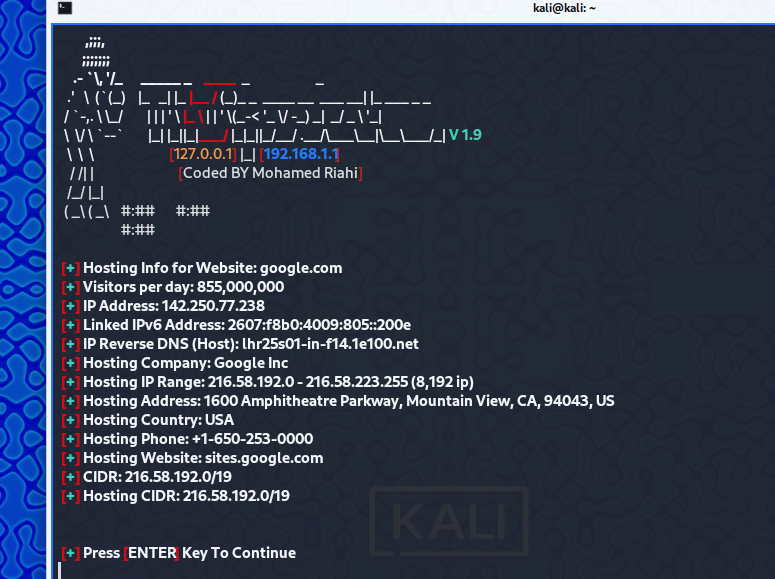 kali@kali: ~
V 1.9
[127.0.0.1] |_| [192.168.1.1]
[Coded BY Mohamed Riahi]
#:## #:##
#:##
[+] Hosting Info for Website: google.com
[+] Visitors per day: 855,000,000
[+] IP Address: 142.250.77.238
[+] Linked IPv6 Address: 2607:f8b0:4009:805::200e
[+] IP Reverse DNS (Host): lhr25s01-in-f14.1e100.net
[+] Hosting Company: Google Inc
[+] Hosting IP Range: 216.58.192.0 - 216.58.223.255 (8,192 ip)
[+] Hosting Address: 1600 Amphitheatre Parkway, Mountain View, CA, 94043, US
[+] Hosting Country: USA
[+] Hosting Phone: +1-650-253-0000
[+] Hosting Website: sites.google.com
[+] CIDR: 216.58.192.0/19
[+] Hosting CIDR: 216.58.192.0/19
KALI
[+] Press [ENTER] Key To Continue